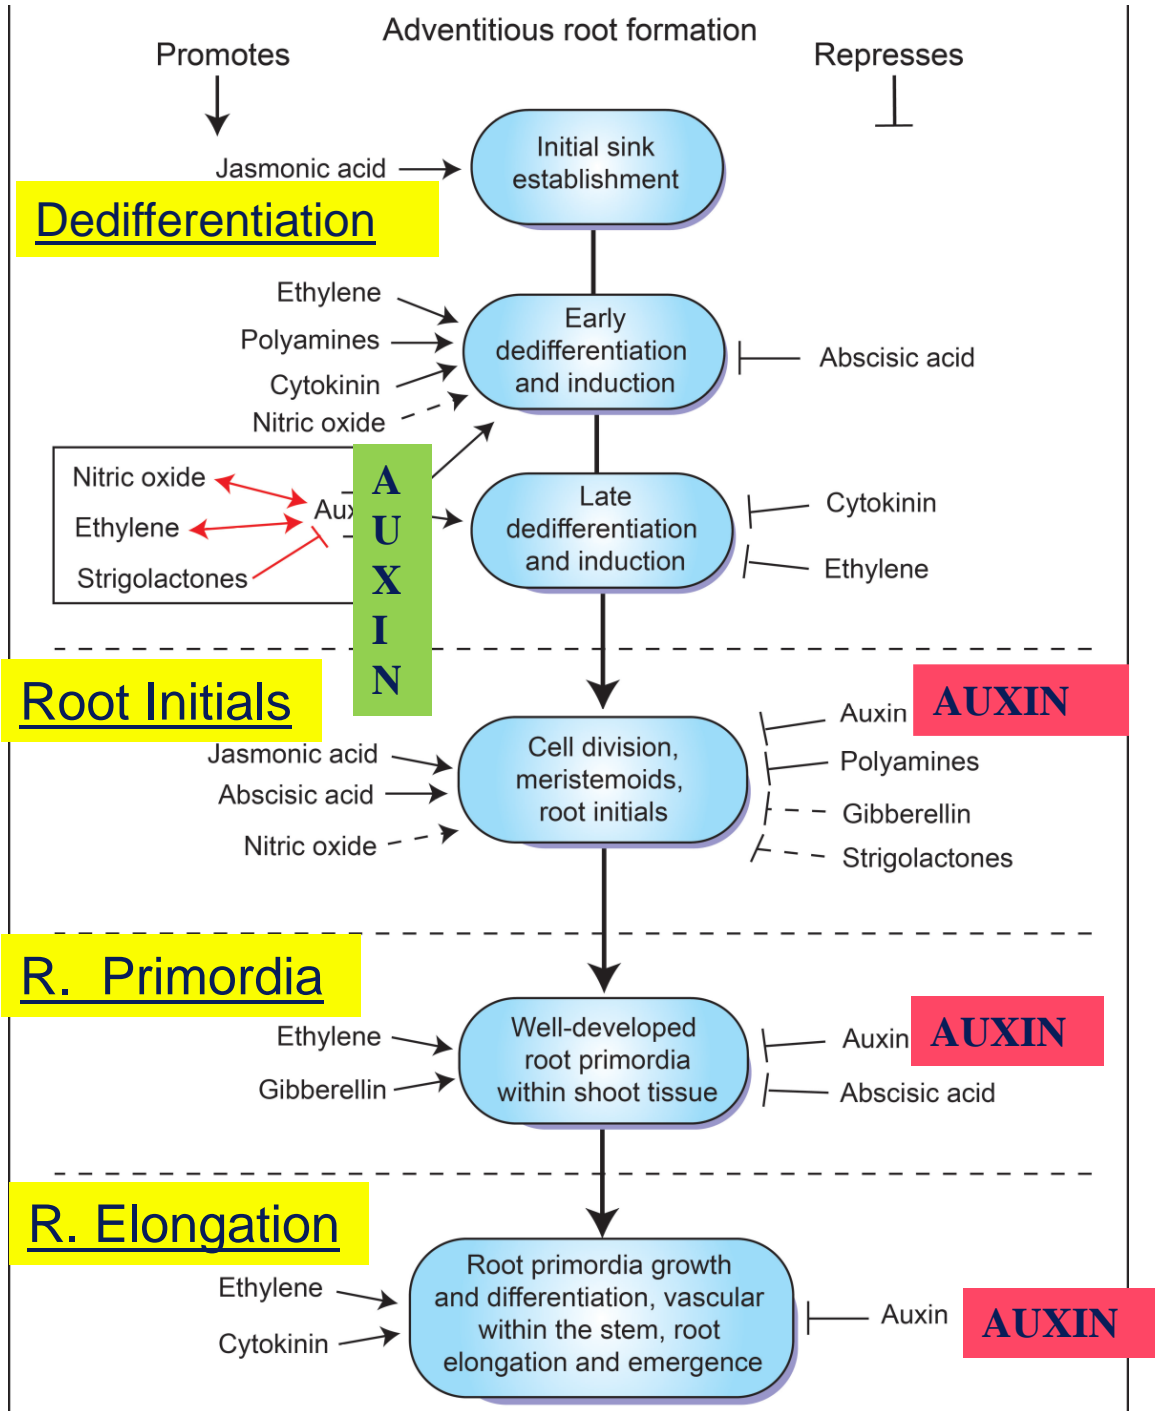 Adventitious root formation
Promotes
Represses
Jasmonic acid
Initial sink
establishment
Dedifferentiation
Ethylene
Polyamines
Cytokinin
Nitric oxide
Early
dedifferentiation
and induction
Abscisic acid
Nitric oxide
Ethylene
Strigolactones
A
U
X
I
N
Late
dedifferentiation
and induction
Cytokinin
Ethylene
Root Initials
Jasmonic acid
Abscisic acid
Nitric oxide
Cell division,
meristemoids,
root initials
Auxin
AUXIN
Polyamines
Gibberellin
Strigolactones
R. Primordia
Ethylene
Gibberellin
Well-developed
root primordia
within shoot tissue
Auxin
AUXIN
Abscisic acid
R. Elongation
Ethylene
Cytokinin
Root primordia growth
and differentiation, vascular
within the stem, root
elongation and emergence
Auxin
AUXIN